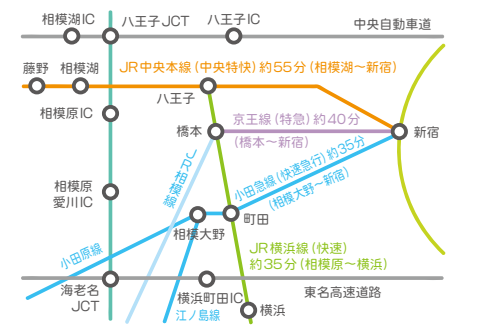 相模湖IC
八王子JCT
八王子IC
中央自動車道
藤野
相模湖
JR中央本線(中央特快)約55分(相模湖〜新宿)
八王子
相模原IC
橋本
京王線(特急)約40分
(橋本〜新宿)
新宿
JR相模線
小田急線(快速急行)約35分
(相模大野〜新宿)
相模原
愛川IC
町田
相模大野
小田原線
JR横浜線(快速)
約35分(相模原〜横浜)
海老名
JCT
横浜町田IC
東名高速道路
江ノ島線
横浜